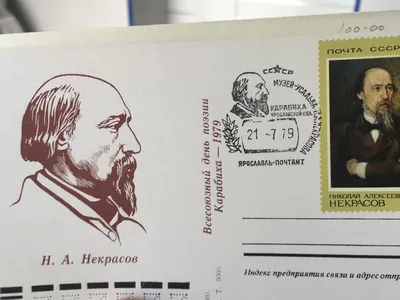 100-00
ПОЧТА СССР
СССР
МУЗЕЙ-УСАДЬБА
КАРАБИХА
ЯРОСЛАВСКОЙ ОБЛ.
21-7 79
ЯРОСЛАВЛЬ-ПОЧТАМТ
НИКОЛАЙ АЛЕКСЕЕВ
НЕКРАСОВ
Всесоюзный день поэзии
Карабиха — 1979
Н. А. Некрасов
Индекс предприятия связи и адрес отпр